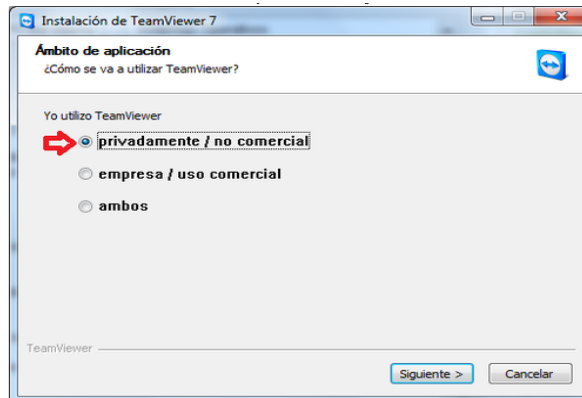 Instalación de TeamViewer 7
Ámbito de aplicación
¿Cómo se va a utilizar TeamViewer?
Yo utilizo TeamViewer
privadamente / no comercial
empresa / uso comercial
ambos
TeamViewer
Siguiente >
Cancelar